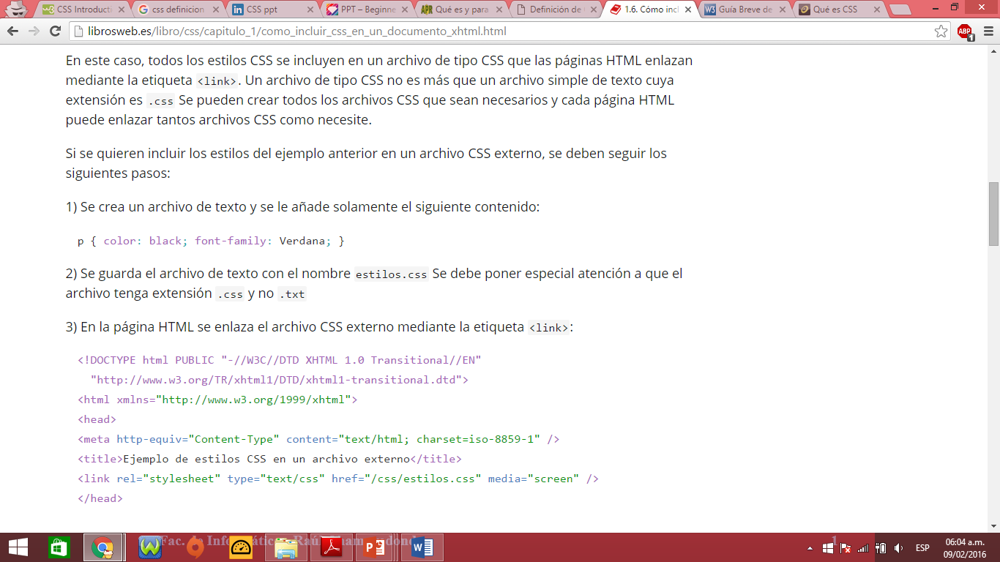 CSS Introducti
css definicion
CSS ppt
PPT – Beginne
Qué es y para
Definición de
1.6. Cómo incl
Guía Breve de
Qué es CSS
librosweb.es/libro/css/capitulo_1/como_incluir_css_en_un_documento_xhtml.html
ABP
1
En este caso, todos los estilos CSS se incluyen en un archivo de tipo CSS que las páginas HTML enlazan
mediante la etiqueta <link>. Un archivo de tipo CSS no es más que un archivo simple de texto cuya
extensión es .css Se pueden crear todos los archivos CSS que sean necesarios y cada página HTML
puede enlazar tantos archivos CSS como necesite.
Si se quieren incluir los estilos del ejemplo anterior en un archivo CSS externo, se deben seguir los
siguientes pasos:
1) Se crea un archivo de texto y se le añade solamente el siguiente contenido:
p { color: black; font-family: Verdana; }
2) Se guarda el archivo de texto con el nombre estilos.css Se debe poner especial atención a que el
archivo tenga extensión .css y no .txt
3) En la página HTML se enlaza el archivo CSS externo mediante la etiqueta <link>:
<!DOCTYPE html PUBLIC "-//W3C//DTD XHTML 1.0 Transitional//EN"
"http://www.w3.org/TR/xhtml1/DTD/xhtml1-transitional.dtd">
<html xmlns="http://www.w3.org/1999/xhtml">
<head>
<meta http-equiv="Content-Type" content="text/html; charset=iso-8859-1" />
<title>Ejemplo de estilos CSS en un archivo externo</title>
<link rel="stylesheet" type="text/css" href="/css/estilos.css" media="screen" />
</head>
Fac. de
1
ESP
06:04 a.m.
09/02/2016